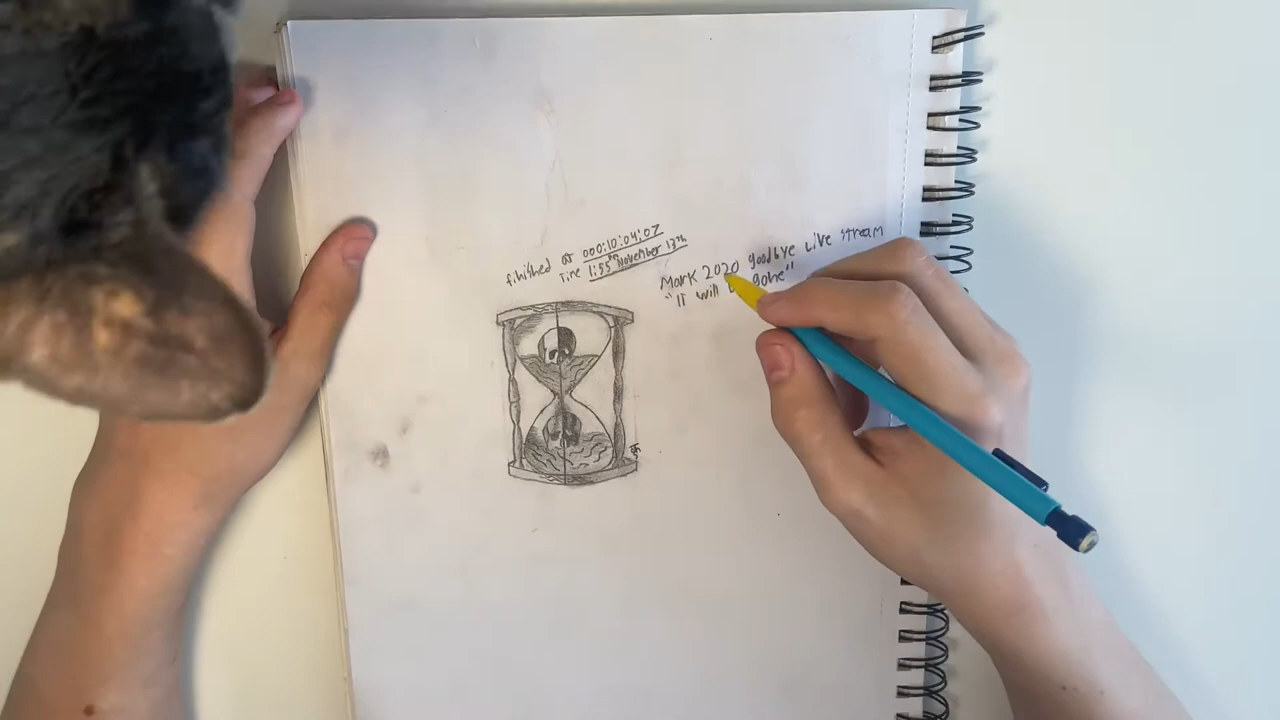 finished at 000:10:04:07
Time 1:55 November 13th
Mark 2020 goodbye Live stream
"It will gone"